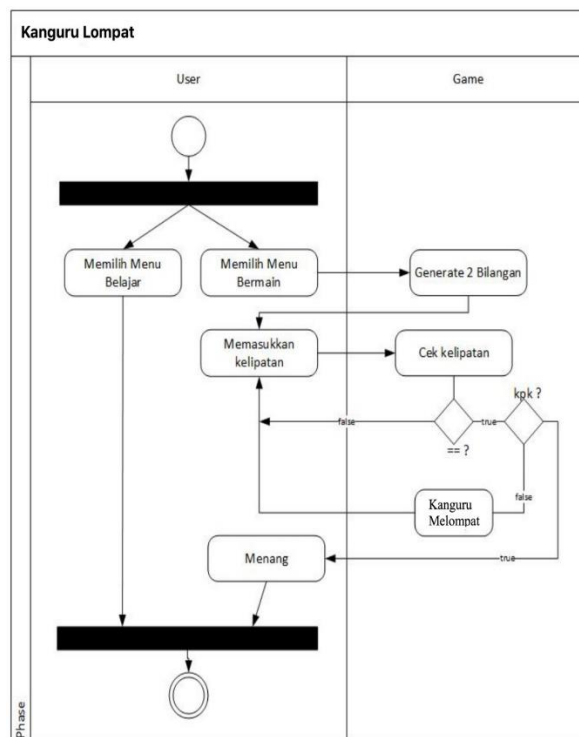 Kanguru Lompat
User
Game
Memilih Menu
Belajar
Memilih Menu
Bermain
Generate 2 Bilangan
Memasukkan
kelipatan
Cek kelipatan
kpk ?
false
true
== ?
Kanguru
Melompat
false
Menang
true
Phase